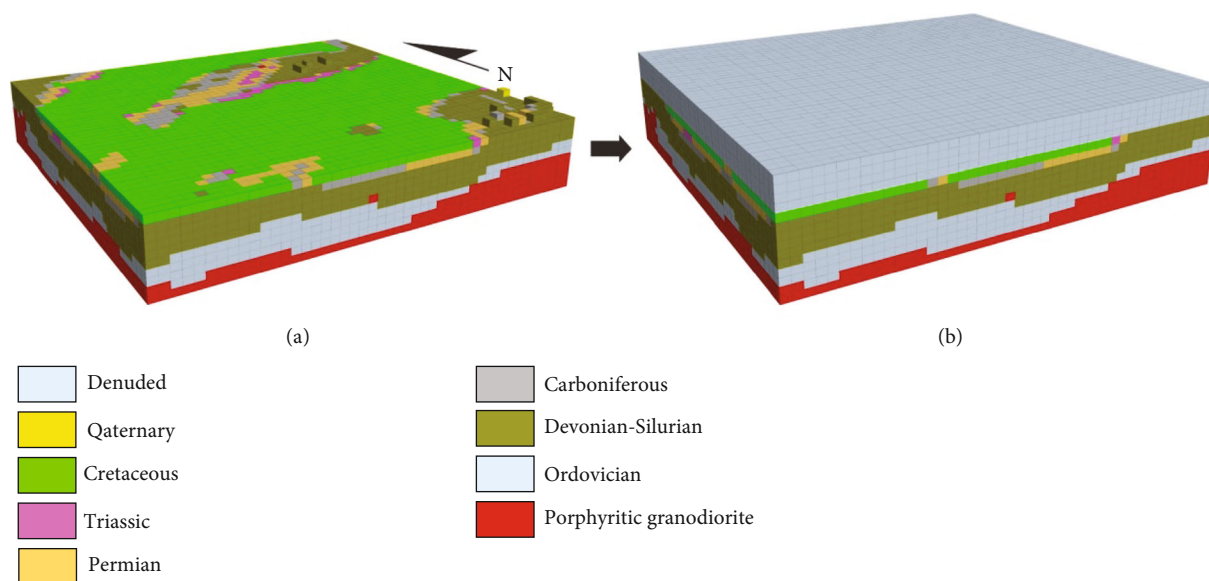 N
(a)
(b)
Denuded
Qaternary
Cretaceous
Triassic
Permian
Carboniferous
Devonian-Silurian
Ordovician
Porphyritic granodiorite